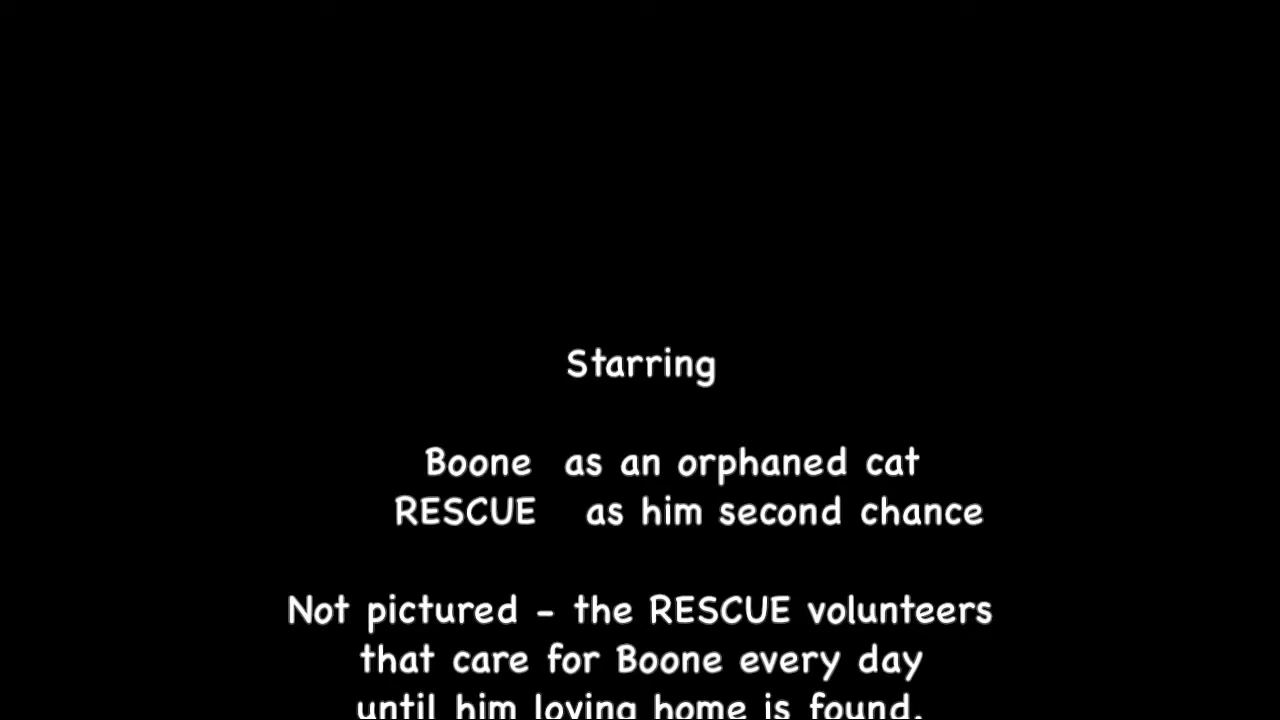 Starring
Boone as an orphaned cat
RESCUE as him second chance
Not pictured - the RESCUE volunteers
that care for Boone every day
until him loving home is found.